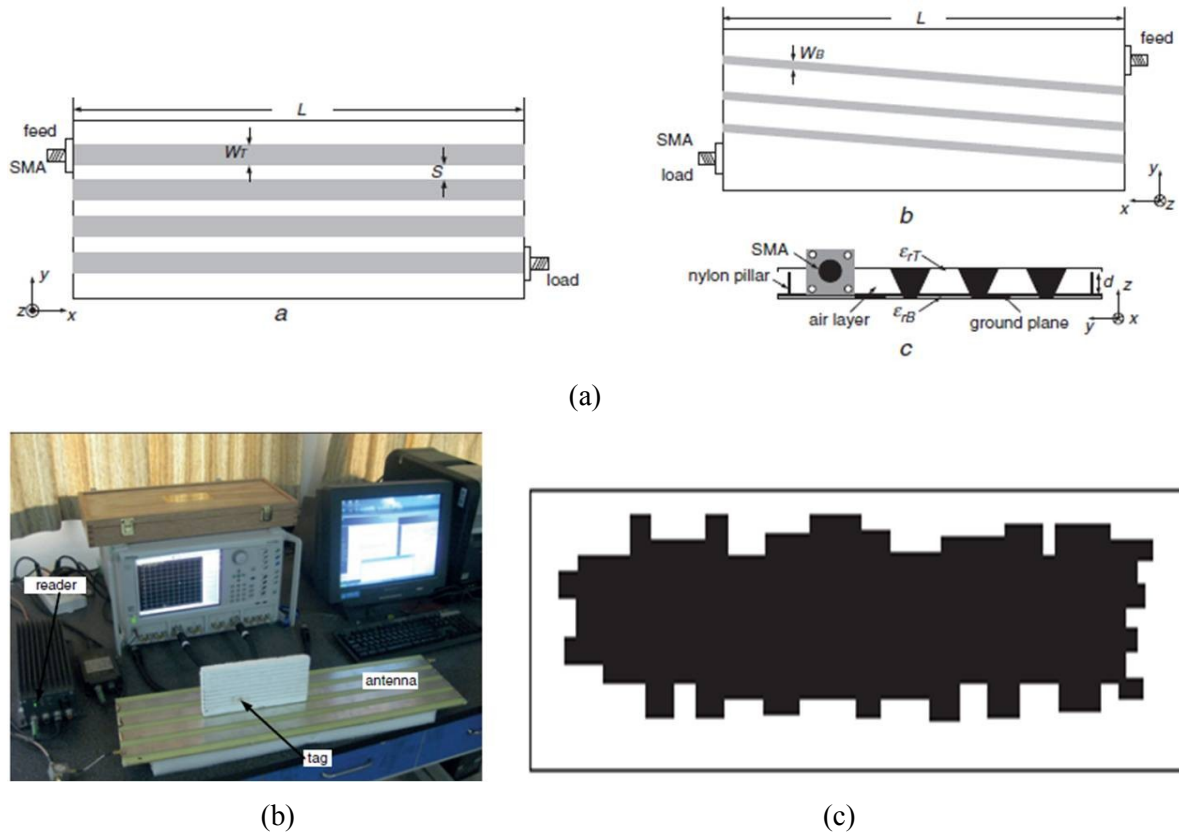 L
feed
SMA
W_T
S
load
y
z
x
a
L
feed
W_B
SMA
load
y
x
z
b
SMA
ε_rT
nylon pillar
d
z
air layer
ε_rB
ground plane
y
x
c
(a)
reader
antenna
tag
(b)
(c)